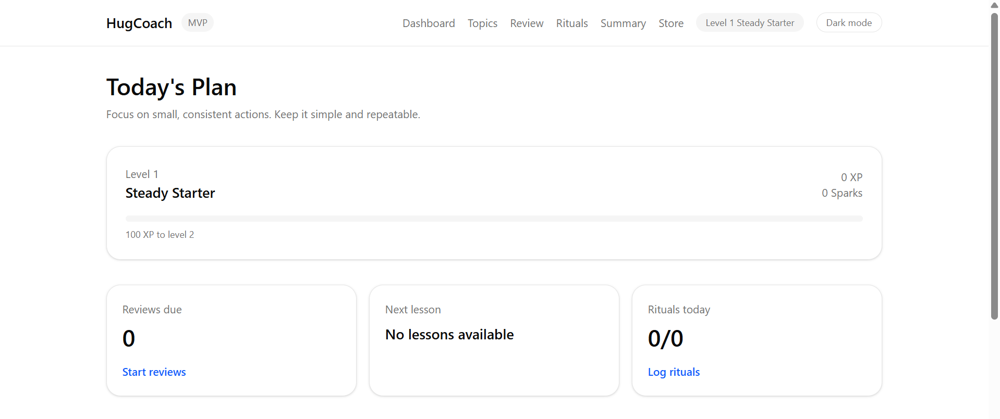 HugCoach MVP Dashboard Topics Review Rituals Summary Store Level 1 Steady Starter Dark mode
Today's Plan
Focus on small, consistent actions. Keep it simple and repeatable.
Level 1
Steady Starter
0 XP
0 Sparks
100 XP to level 2
Reviews due
0
Start reviews
Next lesson
No lessons available
Rituals today
0/0
Log rituals